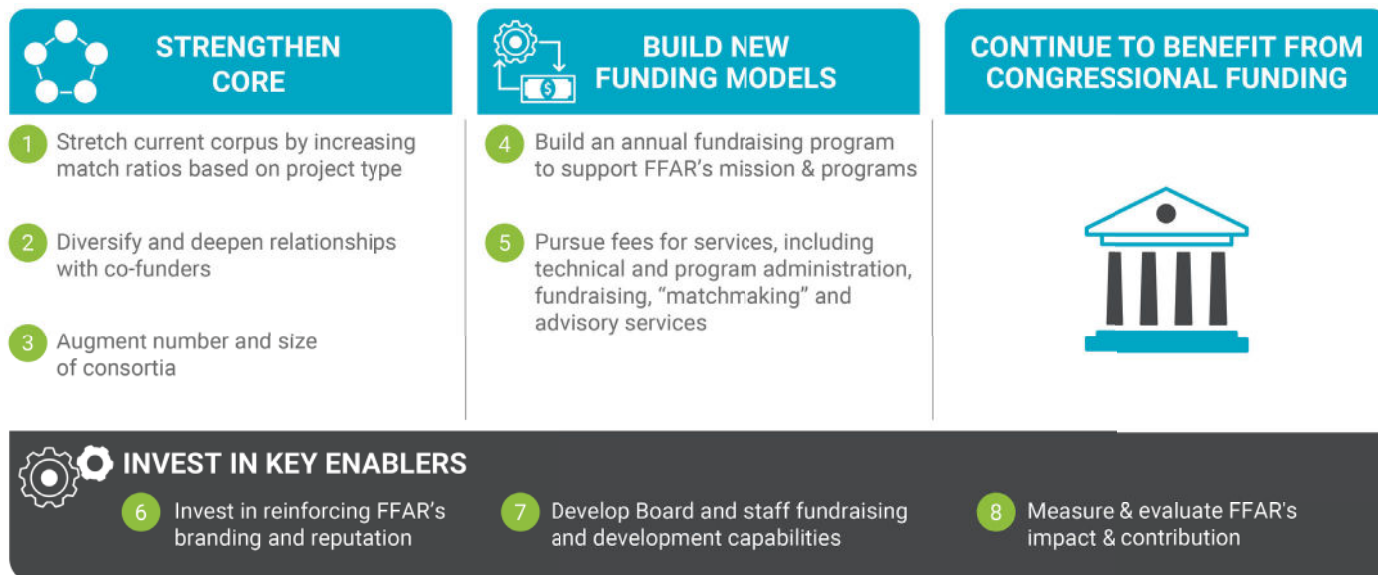 STRENGTHEN
CORE
1 Stretch current corpus by increasing
match ratios based on project type
2 Diversify and deepen relationships
with co-funders
3 Augment number and size
of consortia
BUILD NEW
FUNDING MODELS
$
4 Build an annual fundraising program
to support FFAR's mission & programs
5 Pursue fees for services, including
technical and program administration,
fundraising, “matchmaking” and
advisory services
CONTINUE TO BENEFIT FROM
CONGRESSIONAL FUNDING
INVEST IN KEY ENABLERS
6 Invest in reinforcing FFAR's
branding and reputation
7 Develop Board and staff fundraising
and development capabilities
8 Measure & evaluate FFAR's
impact & contribution